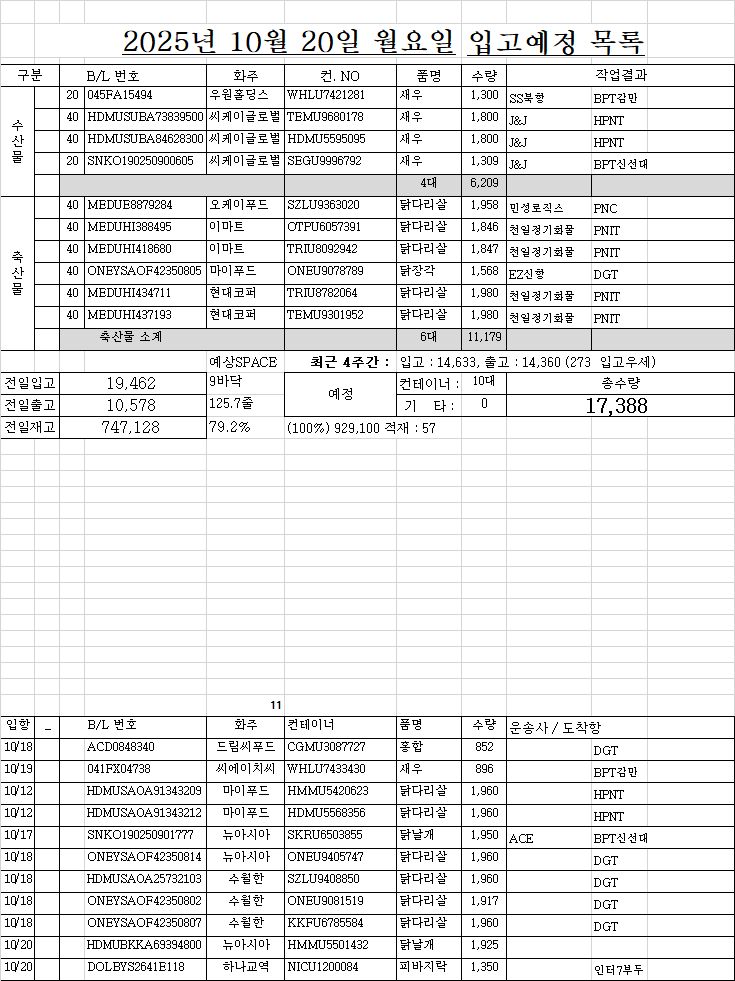 2025년 10월 20일 월요일 입고예정 목록
구분 B/L 번호 화주 컨. NO 품명 수량 작업결과
수산물
20 045FA15494 우원홀딩스 WHLU7421281 새우 1,300 SS북항 BPT감만
40 HDMUSUBA73839500 씨케이글로벌 TEMU9680178 새우 1,800 J&J HPNT
40 HDMUSUBA84628300 씨케이글로벌 HDMU5595095 새우 1,800 J&J HPNT
20 SNKO190250900605 씨케이글로벌 SEGU9996792 새우 1,309 J&J BPT신선대
4대 6,209
축산물
40 MEDUE8879284 오케이푸드 SZLU9363020 닭다리살 1,958 민성로직스 PNC
40 MEDUHI388495 이마트 OTPU6057391 닭다리살 1,846 천일정기화물 PNIT
40 MEDUHI418680 이마트 TRIU8092942 닭다리살 1,847 천일정기화물 PNIT
40 ONEYSAOF42350805 마이푸드 ONEU9078789 닭장각 1,568 EZ신항 DGT
40 MEDUHI434711 현대코퍼 TRIU8782064 닭다리살 1,980 천일정기화물 PNIT
40 MEDUHI437193 현대코퍼 TEMU9301952 닭다리살 1,980 천일정기화물 PNIT
축산물 소계 6대 11,179
예상SPACE 최근 4주간 : 입고 : 14,633, 출고 : 14,360 (273 입고우세)
전일입고 19,462 9바닥 예정 컨테이너 : 10대 총수량
전일출고 10,578 125.7줄 기 타 : 0 17,388
전일재고 747,128 79.2% (100%) 929,100 적재 : 57
11
입항 _ B/L 번호 화주 컨테이너 품명 수량 운송사 / 도착항
10/18 ACD0848340 드림씨푸드 CGMU3087727 홍합 852 DGT
10/19 041FX04738 씨에이치씨 WHLU7433430 새우 896 BPT감만
10/12 HDMUSAOA91343209 마이푸드 HMMU5420623 닭다리살 1,960 HPNT
10/12 HDMUSAOA91343212 마이푸드 HDMU5568356 닭다리살 1,960 HPNT
10/17 SNKO190250901777 뉴아시아 SKRU6503855 닭날개 1,950 ACE BPT신선대
10/18 ONEYSAOF42350814 뉴아시아 ONEU9405747 닭다리살 1,960 DGT
10/18 HDMUSAOA25732103 수월한 SZLU9408850 닭다리살 1,960 DGT
10/18 ONEYSAOF42350802 수월한 ONEU9081519 닭다리살 1,917 DGT
10/18 ONEYSAOF42350807 수월한 KKFU6785584 닭다리살 1,960 DGT
10/20 HDMUBKKA69394800 뉴아시아 HMMU5501432 닭날개 1,925
10/20 DOLBYS2641E118 하나교역 NICU1200084 피바지락 1,350 인터7부두